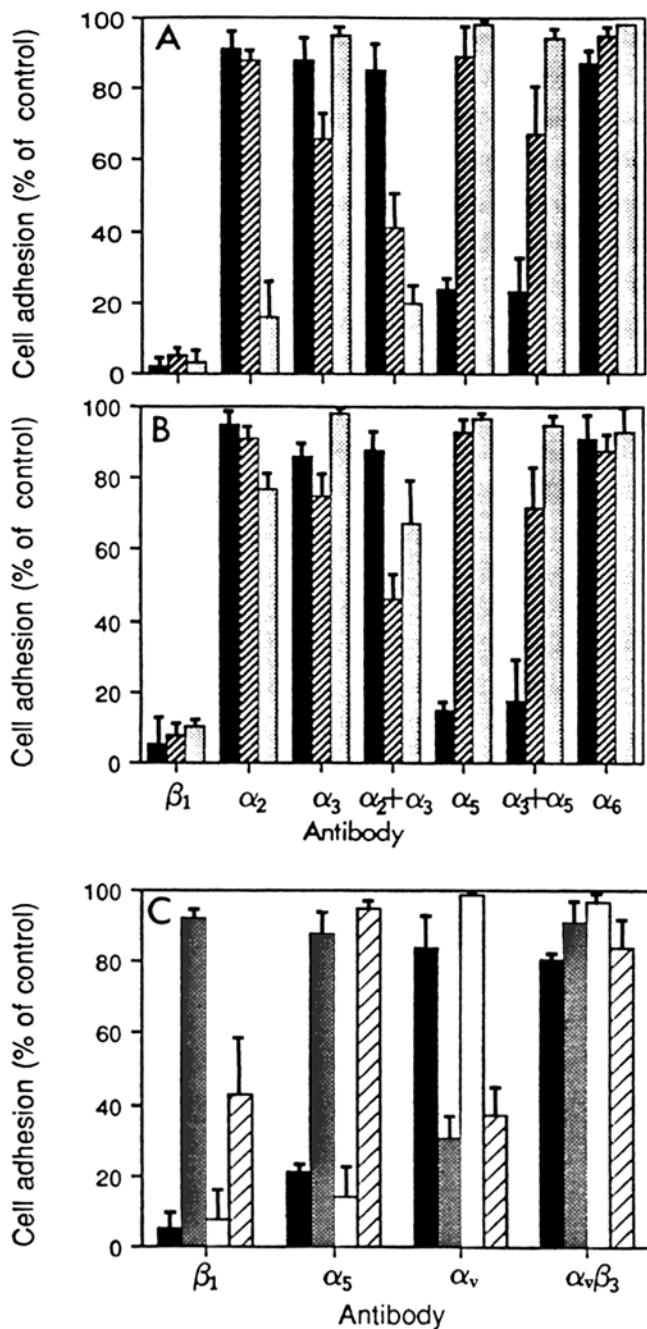 A
Cell adhesion (% of control)
100
80
60
40
20
0
B
Cell adhesion (% of control)
100
80
60
40
20
0
β1 α2 α3 α2+α3 α5 α3+α5 α6
Antibody
C
Cell adhesion (% of control)
100
80
60
40
20
0
β1 α5 αv αvβ3
Antibody